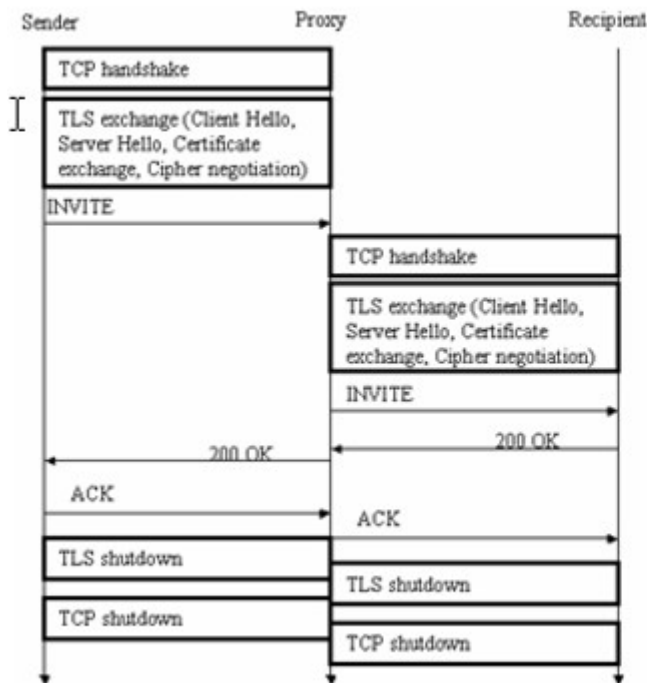 Sender Proxy Recipient
TCP handshake
TLS exchange (Client Hello,
Server Hello, Certificate
exchange, Cipher negotiation)
INVITE
TCP handshake
TLS exchange (Client Hello,
Server Hello, Certificate
exchange, Cipher negotiation)
INVITE
200 OK
200 OK
ACK
ACK
TLS shutdown
TLS shutdown
TCP shutdown
TCP shutdown